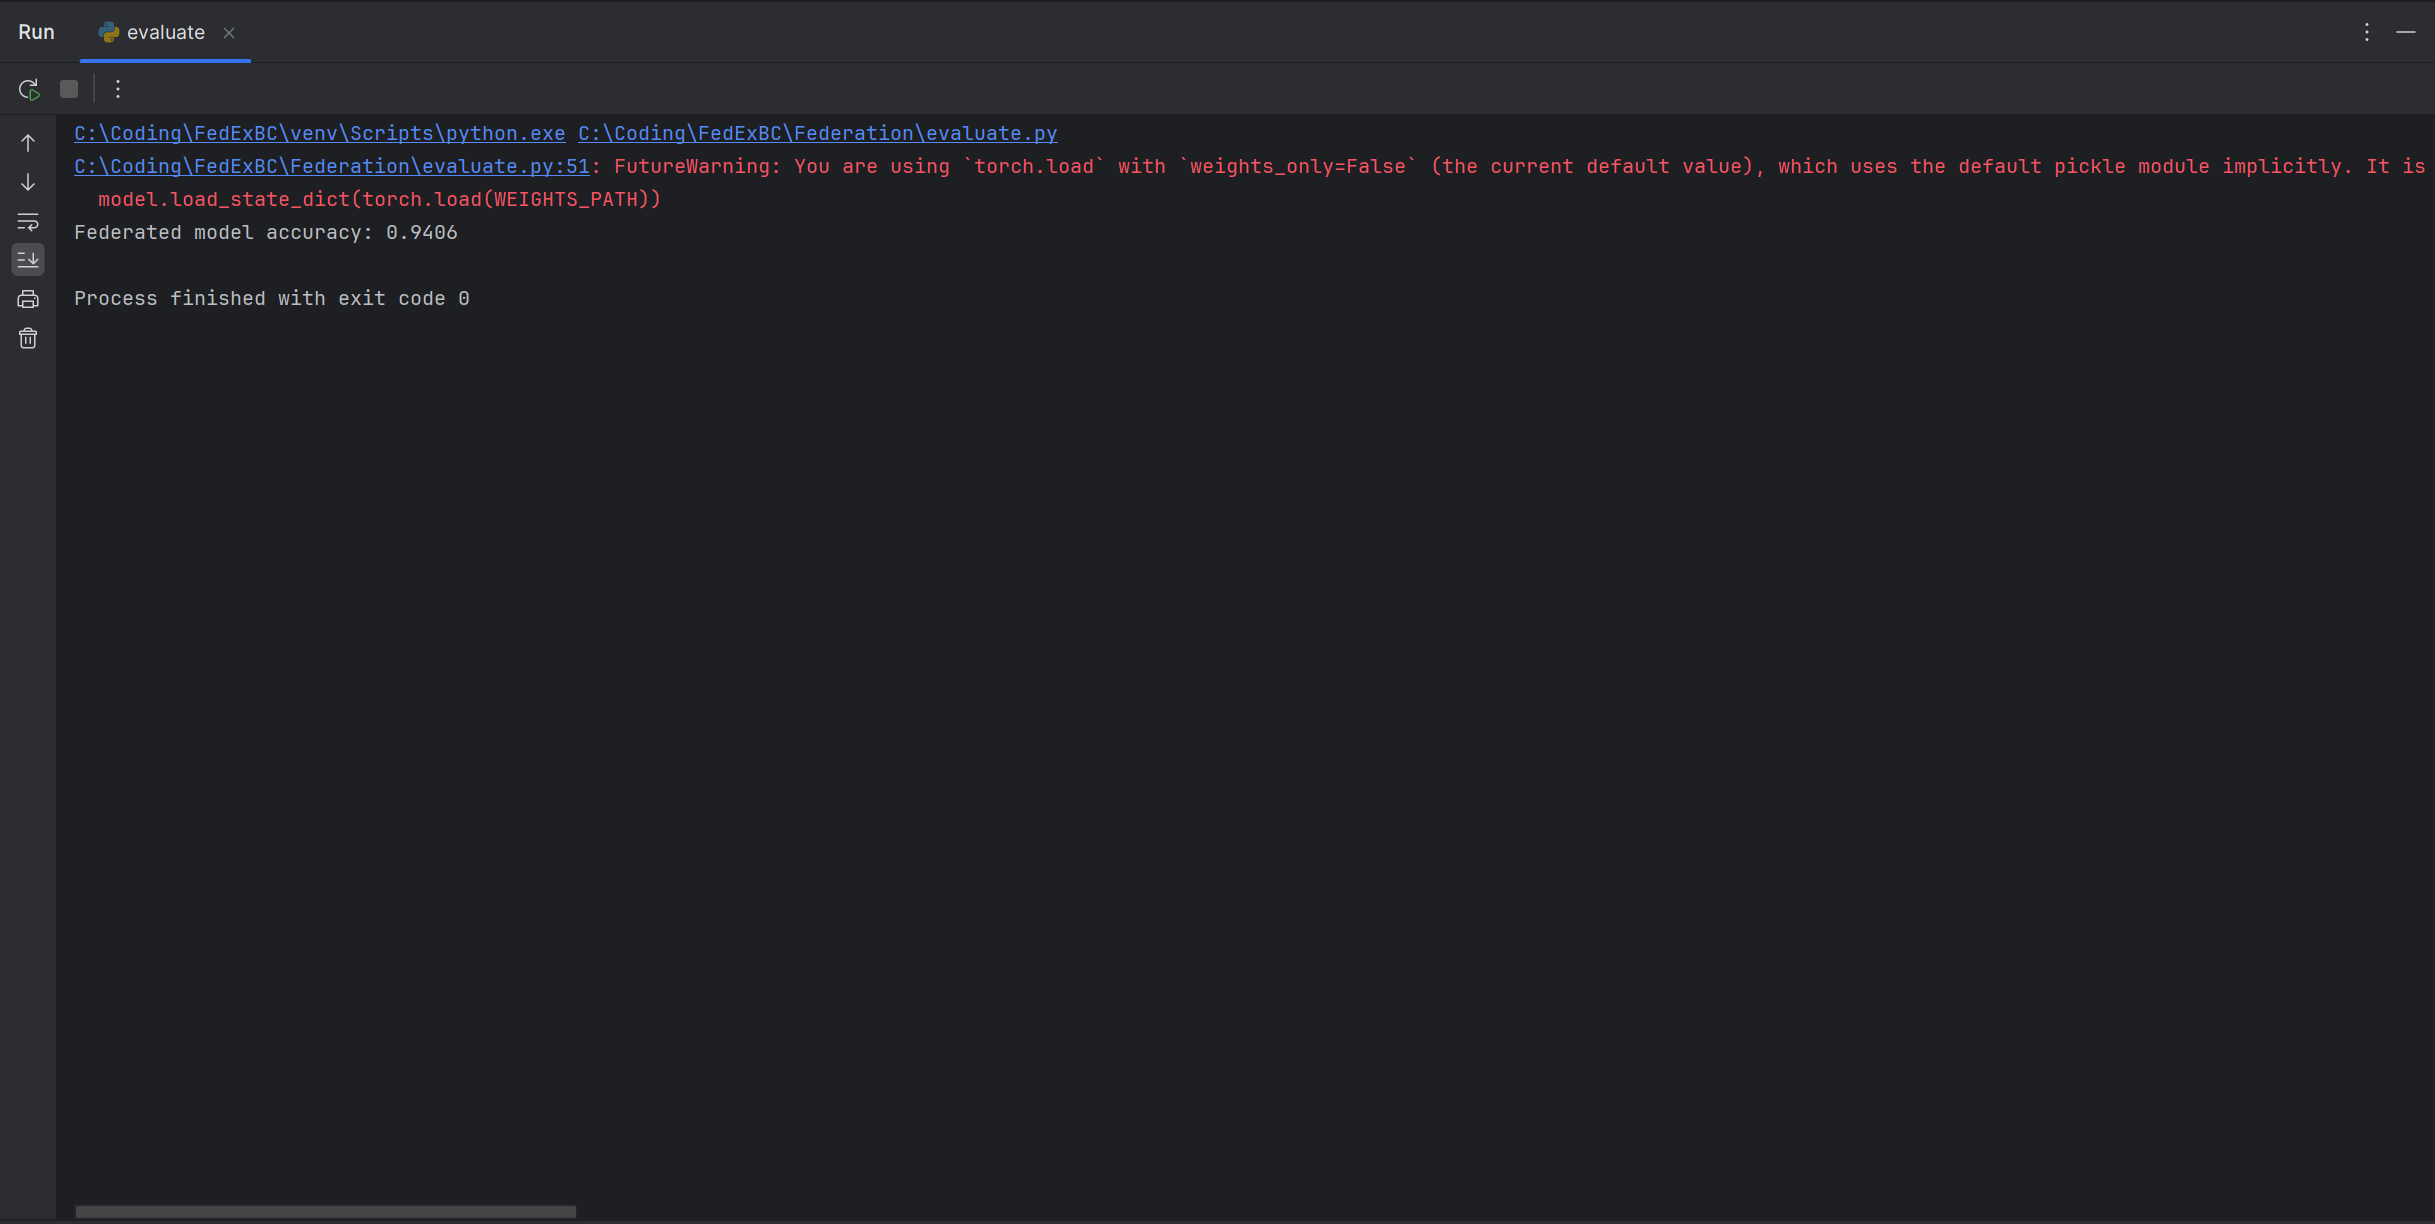 Run evaluate
C:\Coding\FedExBC\venv\Scripts\python.exe C:\Coding\FedExBC\Federation\evaluate.py
C:\Coding\FedExBC\Federation\evaluate.py:51: FutureWarning: You are using `torch.load` with `weights_only=False` (the current default value), which uses the default pickle module implicitly. It is
model.load_state_dict(torch.load(WEIGHTS_PATH))
Federated model accuracy: 0.9406
Process finished with exit code 0